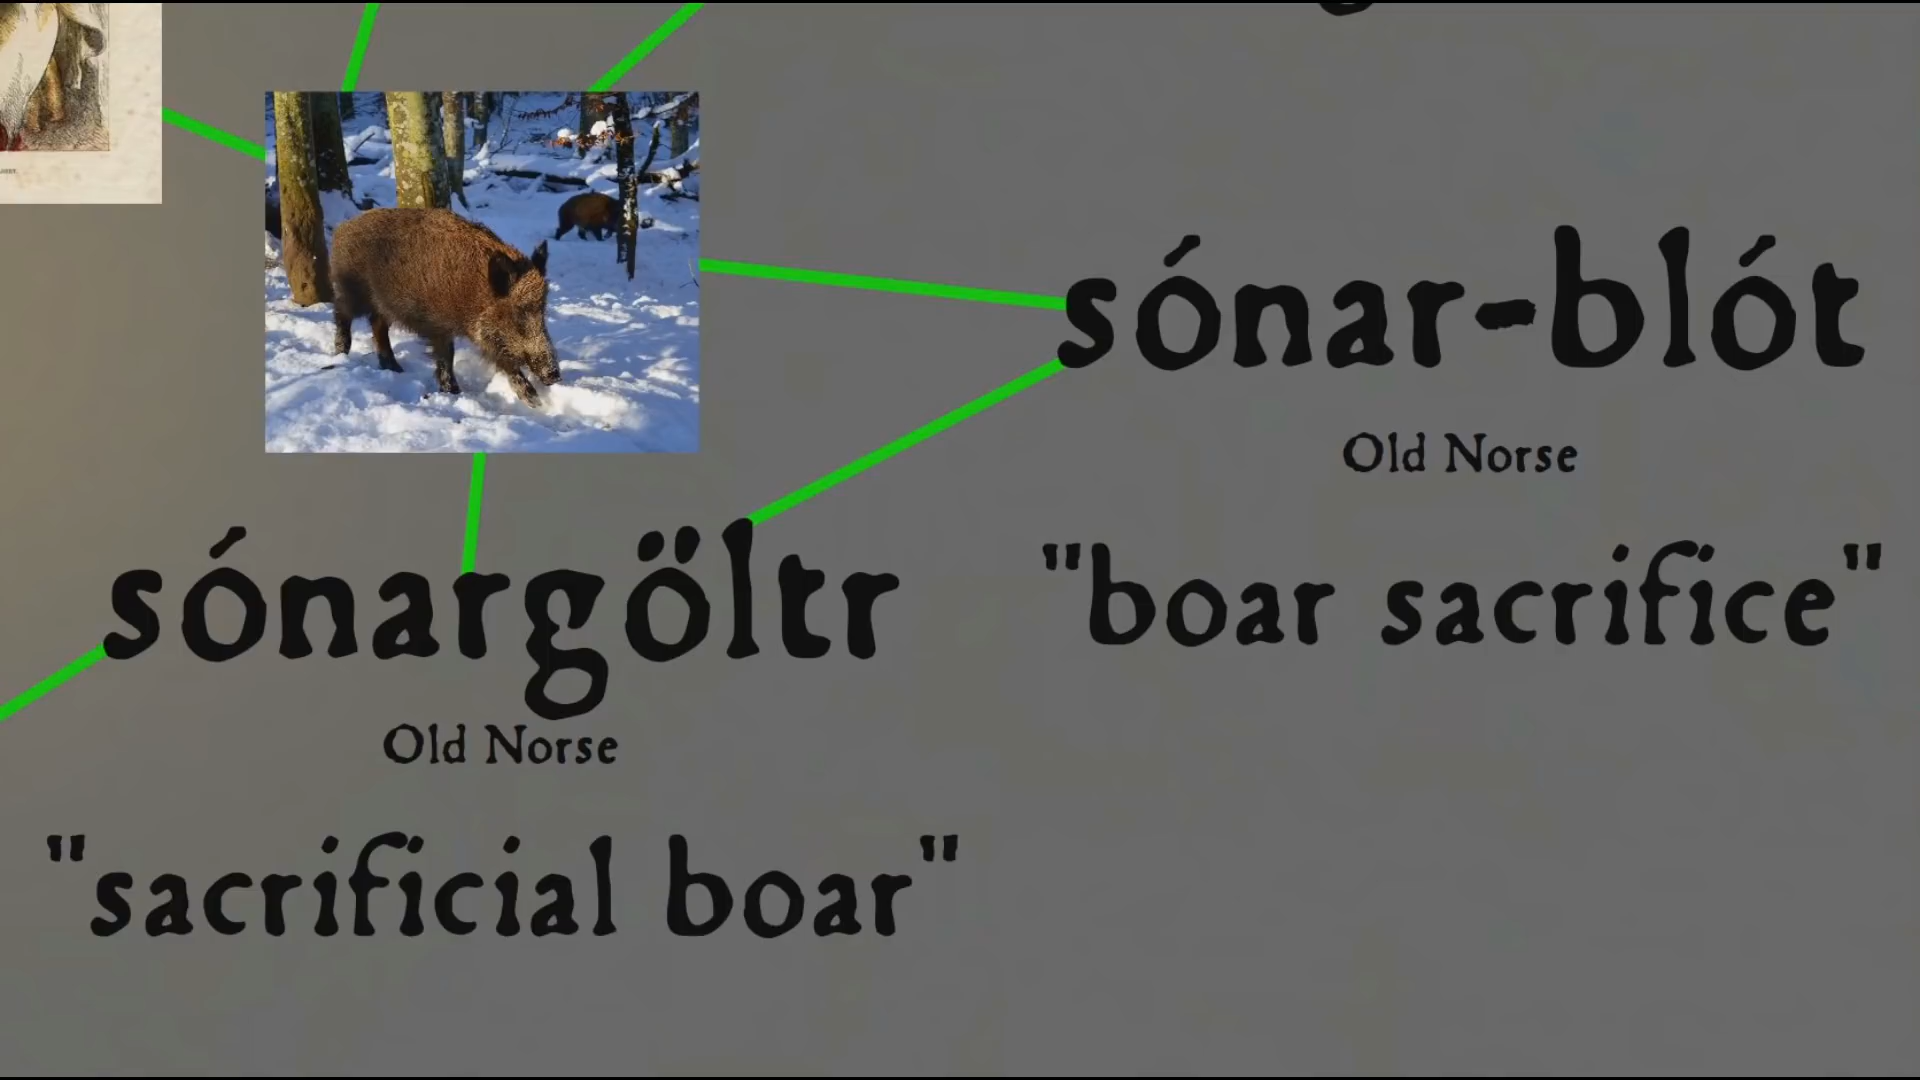 sónar-blót
Old Norse
"boar sacrifice"
sónargöltr
Old Norse
"sacrificial boar"